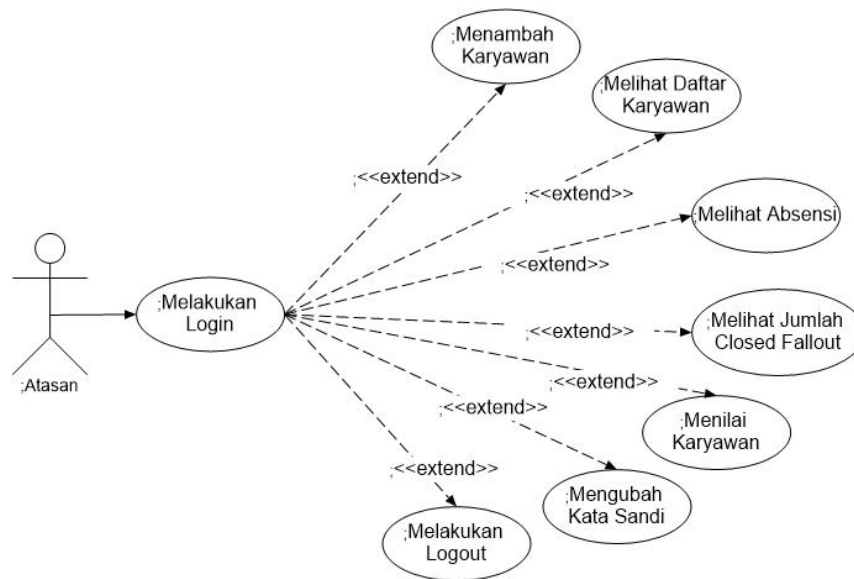 ;Menambah
Karyawan
;Melihat Daftar
Karyawan
;<<extend>>
;<<extend>>
;Melihat Absensi
;<<extend>>
;Melakukan
Login
;Melihat Jumlah
Closed Fallout
;<<extend>>
;Atasan
;<<extend>>
;<<extend>>
;Menilai
Karyawan
;<<extend>>
;Mengubah
Kata Sandi
;Melakukan
Logout